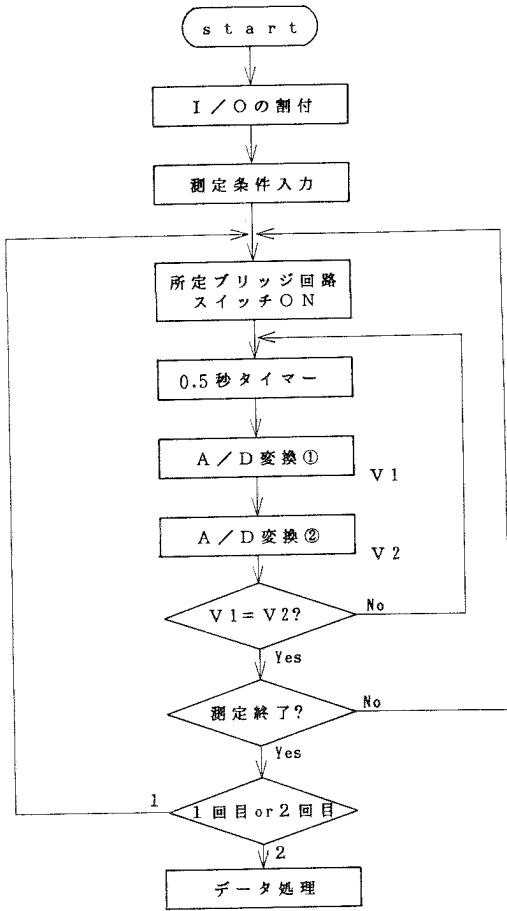 start
I/Oの割付
測定条件入力
所定ブリッジ回路
スイッチON
0.5秒タイマー
A/D変換①
V1
A/D変換②
V2
V1=V2?
No
Yes
測定終了?
No
Yes
1
1回目or2回目
2
データ処理